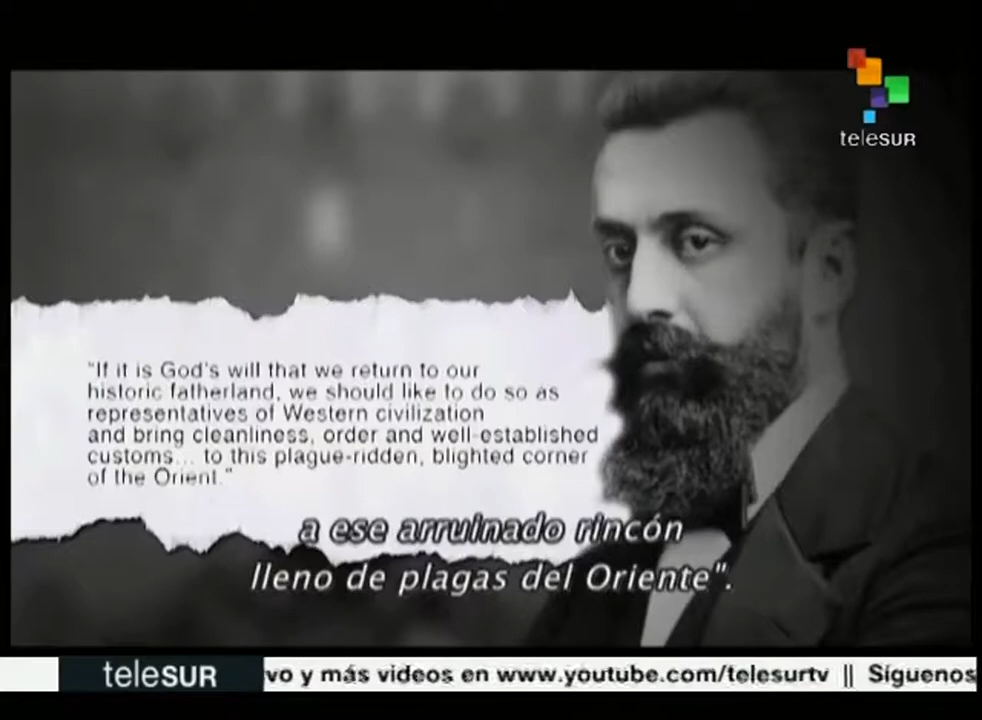 teleSUR
"If it is God's will that we return to our
historic fatherland, we should like to do so as
representatives of Western civilization
and bring cleanliness, order and well-established
customs... to this plague-ridden, blighted corner
of the Orient."
a ese arruinado rincón
lleno de plagas del Oriente".
teleSUR vo y más videos en www.youtube.com/telesurtv || Síguenos